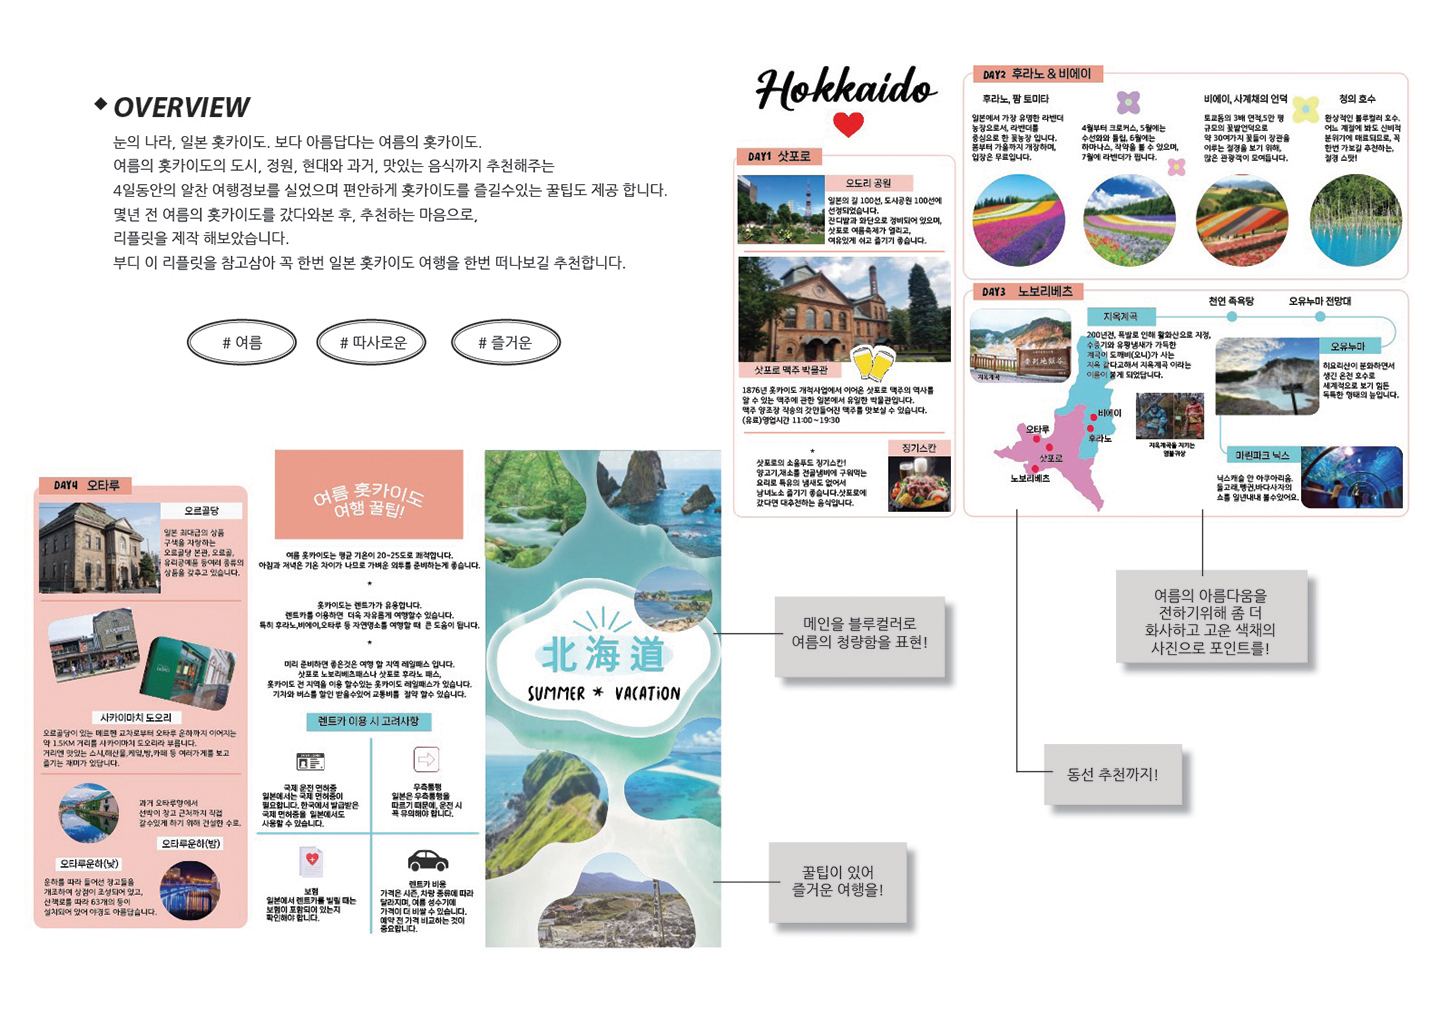 OVERVIEW
눈의 나라, 일본 홋카이도. 보다 아름답다는 여름의 홋카이도.
여름의 홋카이도의 도시, 정원, 현대와 과거, 맛있는 음식까지 추천해주는
4일동안의 알찬 여행정보를 실었으며 편안하게 홋카이도를 즐길수있는 꿀팁도 제공 합니다.
몇년 전 여름의 홋카이도를 갔다와본 후, 추천하는 마음으로,
리플릿을 제작 해보았습니다.
부디 이 리플릿을 참고삼아 꼭 한번 일본 홋카이도 여행을 한번 떠나보길 추천합니다.
# 여름
# 따사로운
# 즐거운
Hokkaido
DAY1 삿포로
오도리 공원
일본의 길 100선, 도시공원 100선에
선정되었습니다.
잔디밭과 화단으로 정비되어 있으며,
삿포로 여름축제가 열리고,
여유있게 쉬고 즐기기 좋습니다.
삿포로 맥주 박물관
1876년 홋카이도 개척사업에서 이어온 삿포로 맥주의 역사를
알 수 있는 맥주에 관한 일본에서 유일한 박물관입니다.
맥주 양조장 직송의 갓만들어진 맥주를 맛보실 수 있습니다.
(유료)영업시간 11:00~19:30
징기스칸
*
삿포로의 소울푸드 징기스칸!
양고기,채소를 전골냄비에 구워먹는
요리로 특유의 냄새도 없어서
남녀노소 즐기기 좋습니다.삿포로에
간다면 대추천하는 음식입니다.
DAY2 후라노 & 비에이
후라노, 팜 토미타
일본에서 가장 유명한 라벤더
농장으로서, 라벤더를
중심으로 한 꽃농장 입니다.
봄부터 가을까지 개장하며,
입장은 무료입니다.
4월부터 크로커스, 5월에는
수선화와 튤립, 6월에는
하마나스, 작약을 볼 수 있으며,
7월에 라벤더가 핍니다.
비에이, 사계채의 언덕
토쿄돔의 3배 면적,5만 평
규모의 꽃밭언덕으로
약 30여가지 꽃들이 장관을
이루는 절경을 보기 위해,
많은 관광객이 모여듭니다.
청의 호수
환상적인 블루컬러 호수.
어느 계절에 봐도 신비적
분위기에 매료되므로, 꼭
한번 가보길 추천하는,
절경 스팟!
DAY3 노보리베츠
지옥계곡
200년전, 폭발로 인해 활화산으로 지정,
수증기와 유황냄새가 가득한
계곡이 도깨비(오니)가 사는
지옥 같다고해서 지옥계곡 이라는
이름이 붙게 되었답니다.
지옥계곡
천연 족욕탕
오유누마 전망대
오유누마
히요리산이 분화하면서
생긴 온천 호수로
세계적으로 보기 힘든
독특한 형태의 늪입니다.
지옥계곡을 지키는
염불귀상
비에이
후라노
오타루
삿포로
노보리베츠
마린파크 닉스
닉스캐슬 안 아쿠아리움.
돌고래,펭귄,바다사자의
쇼를 일년내내 볼수있어요.
DAY4 오타루
오르골당
일본 최대급의 상품
구색을 자랑하는
오르골당 본관, 오르골,
유리공예품 등여러 종류의
상품을 갖추고 있습니다.
사카이마치 도오리
오르골당이 있는 메르헨 교차로부터 오타루 운하까지 이어지는
약 1.5KM 거리를 사카이마치 도오리라 부릅니다.
거리엔 맛있는 스시,해산물,케잌,빵,카페 등 여러가게를 보고
즐기는 재미가 있답니다.
과거 오타루항에서
선박이 창고 근처까지 직접
갈수있게 하기 위해 건설한 수로.
오타루운하(낮)
오타루운하(밤)
운하를 따라 들어선 창고들을
개조하여 상점이 조성되어 있고,
산책로를 따라 63개의 등이
설치되어 있어 야경도 아름답습니다.
여름 홋카이도
여행 꿀팁!
여름 홋카이도는 평균 기온이 20~25도로 쾌적합니다.
아침과 저녁은 기온 차이가 나므로 가벼운 외투를 준비하는게 좋습니다.
*
홋카이도는 렌트카가 유용합니다.
렌트카를 이용하면 더욱 자유롭게 여행할수 있습니다.
특히 후라노,비에이,오타루 등 자연명소를 여행할 때 큰 도움이 됩니다.
*
미리 준비하면 좋은것은 여행 할 지역 레일패스 입니다.
삿포로 노보리베츠패스나 삿포로 후라노 패스,
홋카이도 전 지역을 이용 할수있는 홋카이도 레일패스가 있습니다.
기차와 버스를 할인 받을수있어 교통비를 절약 할수 있습니다.
렌트카 이용 시 고려사항
국제 운전 면허증
일본에서는 국제 면허증이
필요합니다. 한국에서 발급받은
국제 면허증을 일본에서도
사용할 수 있습니다.
우측통행
일본은 우측통행을
따르기 때문에, 운전 시
꼭 유의해야 합니다.
보험
일본에서 렌트카를 빌릴 때는
보험이 포함되어 있는지
확인해야 합니다.
렌트카 비용
가격은 시즌, 차량 종류에 따라
달라지며, 여름 성수기에
가격이 더 비쌀 수 있습니다.
예약 전 가격 비교하는 것이
중요합니다.
北海道
SUMMER * VACATION
메인을 블루컬러로
여름의 청량함을 표현!
여름의 아름다움을
전하기위해 좀 더
화사하고 고운 색채의
사진으로 포인트를!
동선 추천까지!
꿀팁이 있어
즐거운 여행을!